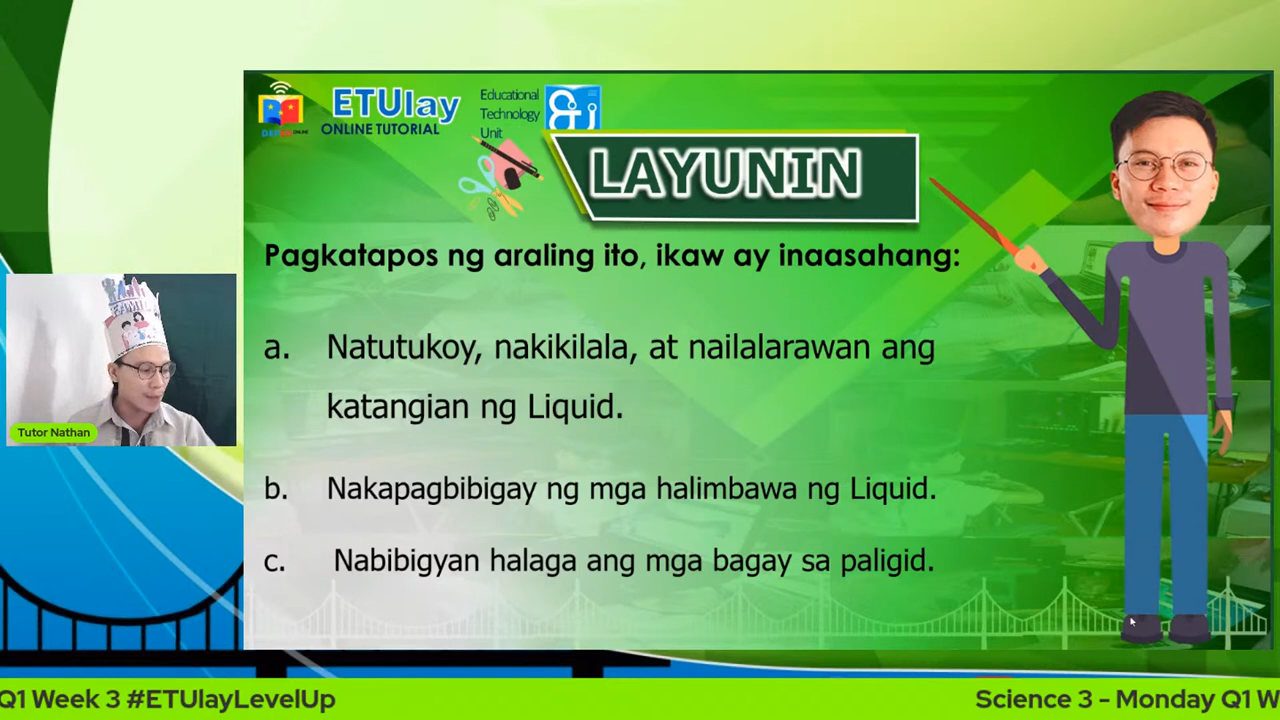 DEPED ONLINE
ETUlay
ONLINE TUTORIAL
Educational
Technology
Unit
LAYUNIN
Pagkatapos ng araling ito, ikaw ay inaasahang:
a. Natutukoy, nakikilala, at nailalarawan ang
katangian ng Liquid.
b. Nakapagbibigay ng mga halimbawa ng Liquid.
c. Nabibigyan halaga ang mga bagay sa paligid.
Tutor Nathan
Q1 Week 3 #ETUlayLevelUp
Science 3 - Monday Q1 W